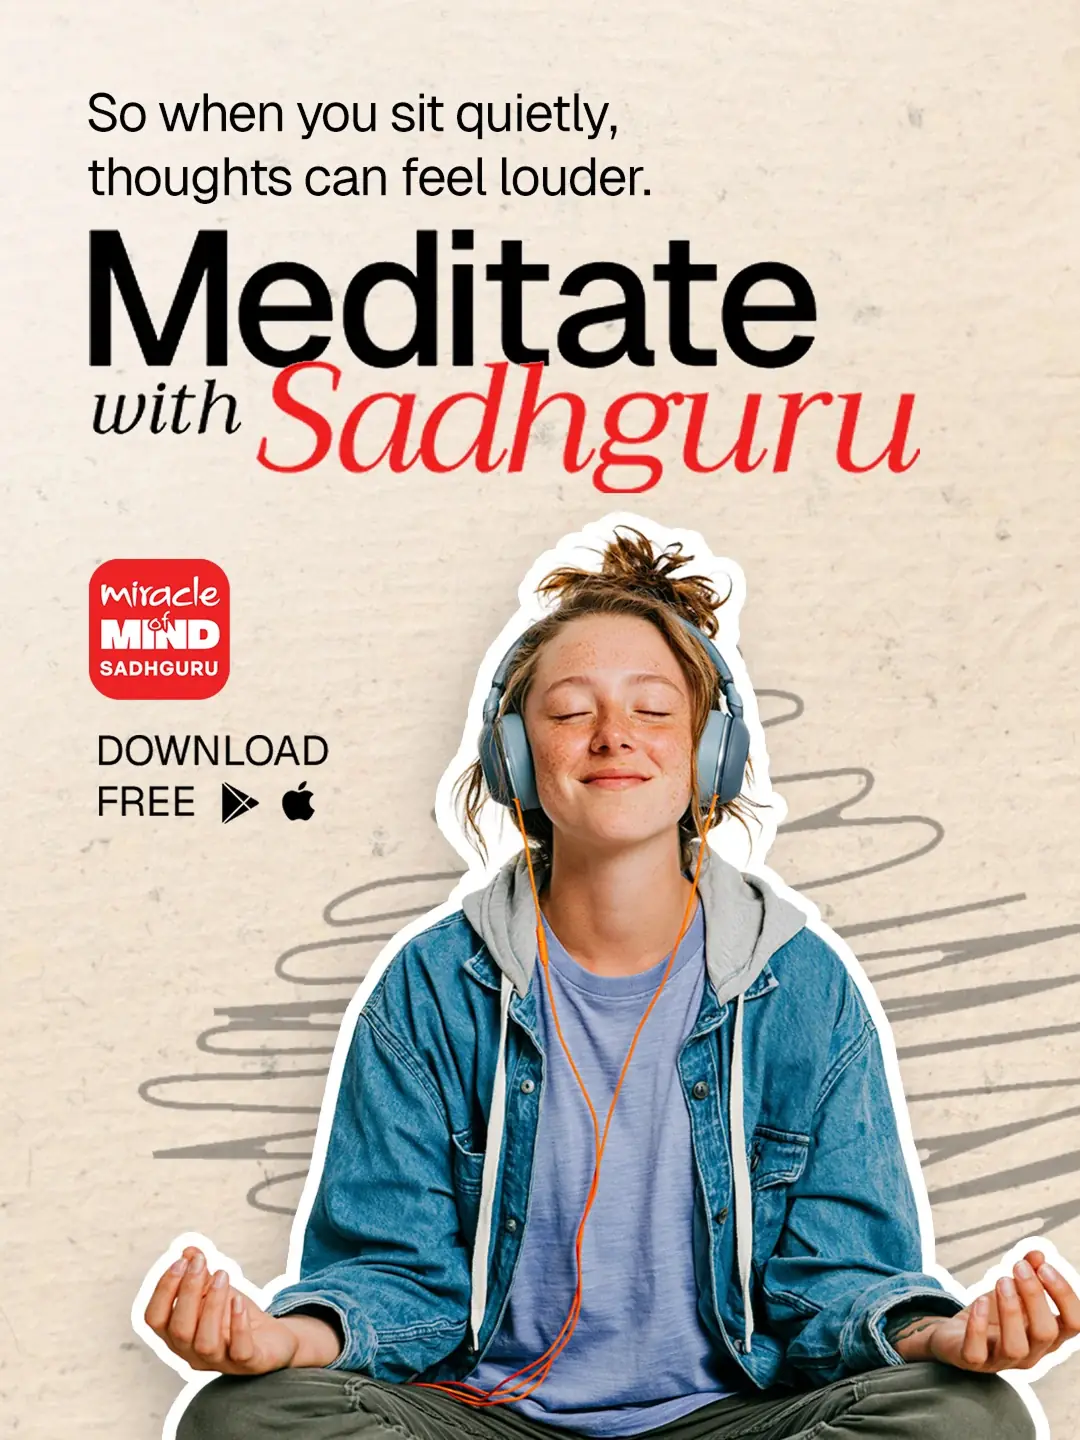 So when you sit quietly,
thoughts can feel louder.
Meditate
with Sadhguru
miracle
of
MIND
SADHGURU
DOWNLOAD
FREE